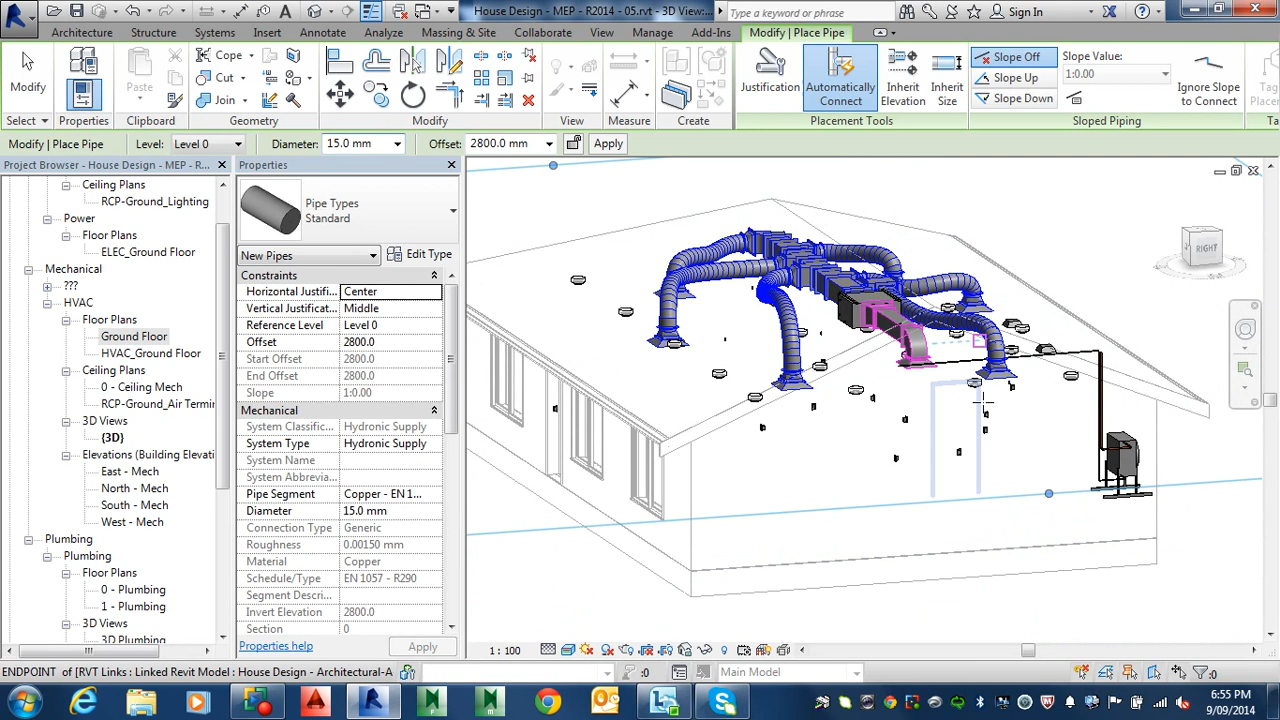 House Design - MEP - R2014 - 05.rvt - 3D View:...
Type a keyword or phrase
Sign In
Architecture Structure Systems Insert Annotate Analyze Massing & Site Collaborate View Manage Add-Ins Modify | Place Pipe
Modify
Paste
Cope
Cut
Join
Justification
Automatically Connect
Inherit Elevation
Inherit Size
Slope Off
Slope Up
Slope Down
Slope Value:
1:0.00
Ignore Slope to Connect
Tag
Plac
Select Properties Clipboard Geometry Modify View Measure Create Placement Tools Sloped Piping Ta
Modify | Place Pipe Level: Level 0 Diameter: 15.0 mm Offset: 2800.0 mm Apply
Project Browser - House Design - MEP - R...
Ceiling Plans
RCP-Ground_Lighting
Power
Floor Plans
ELEC_Ground Floor
Mechanical
???
HVAC
Floor Plans
Ground Floor
HVAC_Ground Floor
Ceiling Plans
0 - Ceiling Mech
RCP-Ground_Air Termin
3D Views
{3D}
Elevations (Building Elevati
East - Mech
North - Mech
South - Mech
West - Mech
Plumbing
Plumbing
Floor Plans
0 - Plumbing
1 - Plumbing
3D Views
3D Plumbing
Properties
Pipe Types
Standard
New Pipes Edit Type
Constraints
Horizontal Justifi... Center
Vertical Justificat... Middle
Reference Level Level 0
Offset 2800.0
Start Offset 2800.0
End Offset 2800.0
Slope 1:0.00
Mechanical
System Classific... Hydronic Supply
System Type Hydronic Supply
System Name
System Abbrevia...
Pipe Segment Copper - EN 1...
Diameter 15.0 mm
Connection Type Generic
Roughness 0.00150 mm
Material Copper
Schedule/Type EN 1057 - R290
Segment Descri...
Invert Elevation 2800.0
Section 0
Properties help Apply
RIGHT
1 : 100
ENDPOINT of [RVT Links : Linked Revit Model : House Design - Architectural-A
:0
Main Model
:0
6:55 PM
9/09/2014